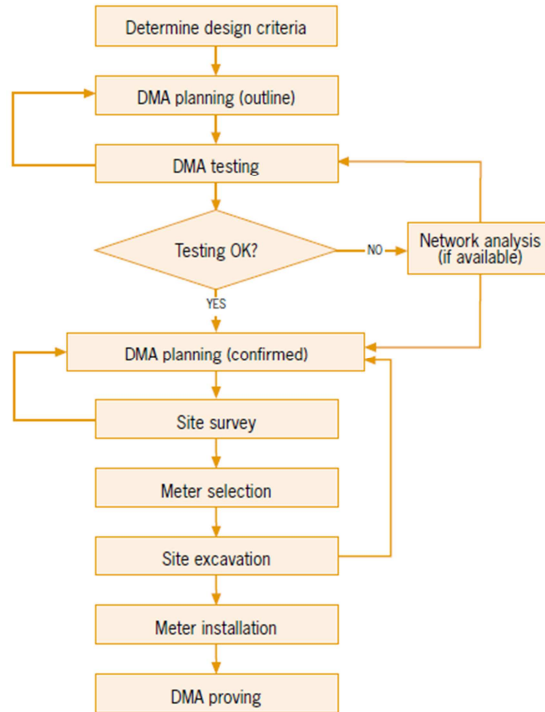 Determine design criteria
DMA planning (outline)
DMA testing
Testing OK?
NO
Network analysis
(if available)
YES
DMA planning (confirmed)
Site survey
Meter selection
Site excavation
Meter installation
DMA proving